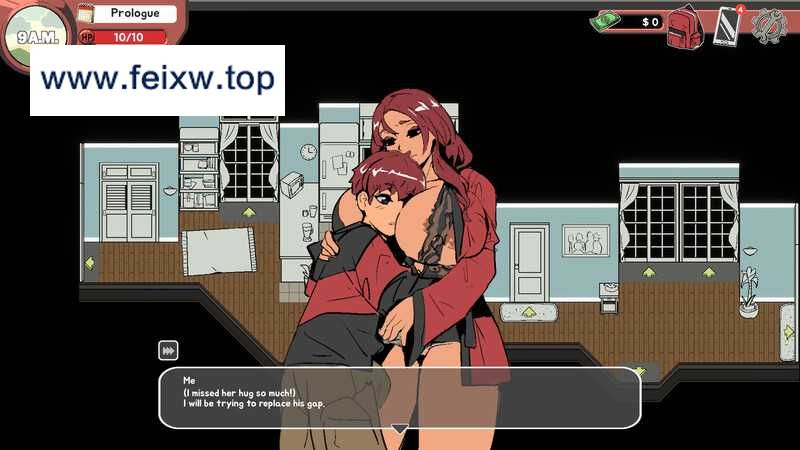 Prologue
9A.M.
HP 10/10
$ 0
4
www.feixw.top
Me
(I missed her hug so much!)
I will be trying to replace his gap.